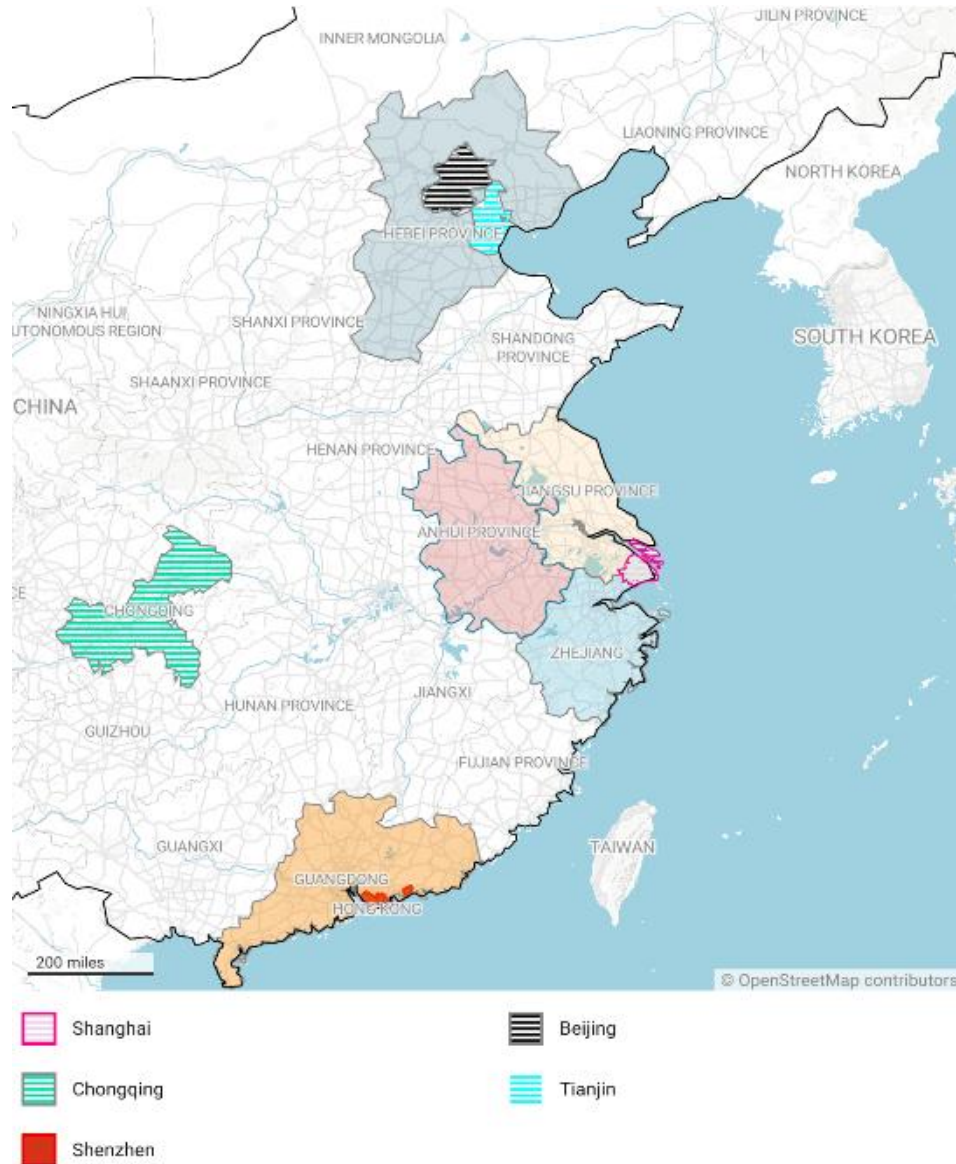 INNER MONGOLIA
JILIN PROVINCE
LIAONING PROVINCE
NORTH KOREA
HEBEI PROVINCE
NINGXIA HUI
UTONOMOUS REGION
SHANXI PROVINCE
SHANDONG
PROVINCE
SOUTH KOREA
SHAANXI PROVINCE
CHINA
HENAN PROVINCE
JIANGSU PROVINCE
ANHUI PROVINCE
CE
CHONGQING
ZHEJIANG
HUNAN PROVINCE
JIANGXI
GUIZHOU
FUJIAN PROVINCE
GUANGXI
TAIWAN
GUANGDONG
HONG KONG
200 miles
© OpenStreetMap contributors
Shanghai
Beijing
Chongqing
Tianjin
Shenzhen